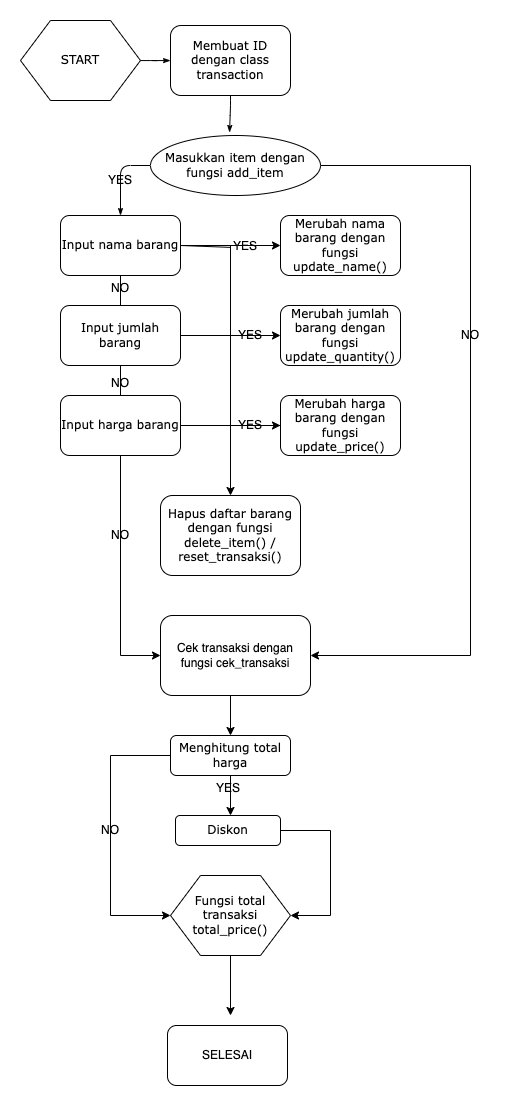 START
Membuat ID
dengan class
transaction
Masukkan item dengan
fungsi add_item
YES
Input nama barang
YES
Merubah nama
barang dengan
fungsi
update_name()
NO
Input jumlah
barang
YES
Merubah jumlah
barang dengan
fungsi
update_quantity()
NO
NO
Input harga barang
YES
Merubah harga
barang dengan
fungsi
update_price()
NO
Hapus daftar barang
dengan fungsi
delete_item() /
reset_transaksi()
Cek transaksi dengan
fungsi cek_transaksi
Menghitung total
harga
YES
NO
Diskon
Fungsi total
transaksi
total_price()
SELESAI